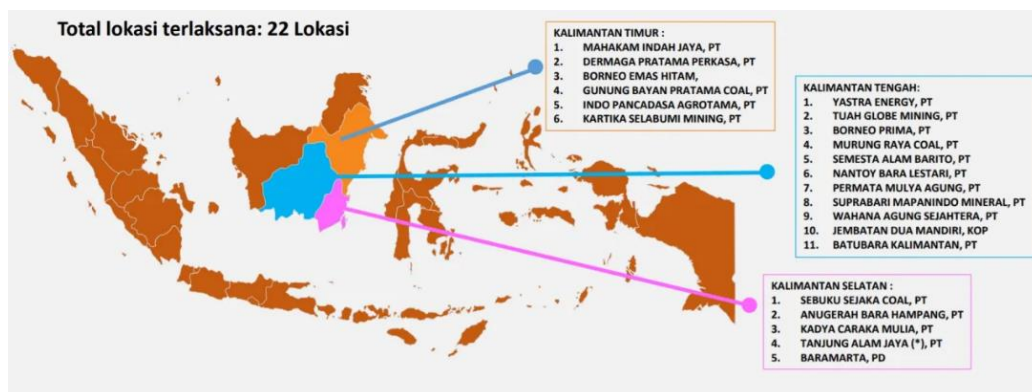 Total lokasi terlaksana: 22 Lokasi
KALIMANTAN TIMUR :
1. MAHAKAM INDAH JAYA, PT
2. DERMAGA PRATAMA PERKASA, PT
3. BORNEO EMAS HITAM,
4. GUNUNG BAYAN PRATAMA COAL, PT
5. INDO PANCADASA AGROTAMA, PT
6. KARTIKA SELABUMI MINING, PT
KALIMANTAN TENGAH:
1. YASTRA ENERGY, PT
2. TUAH GLOBE MINING, PT
3. BORNEO PRIMA, PT
4. MURUNG RAYA COAL, PT
5. SEMESTA ALAM BARITO, PT
6. NANTOY BARA LESTARI, PT
7. PERMATA MULYA AGUNG, PT
8. SUPRABARI MAPANINDO MINERAL, PT
9. WAHANA AGUNG SEJAHTERA, PT
10. JEMBATAN DUA MANDIRI, KOP
11. BATUBARA KALIMANTAN, PT
KALIMANTAN SELATAN :
1. SEBUKU SEJAKA COAL, PT
2. ANUGERAH BARA HAMPANG, PT
3. KADYA CARAKA MULIA, PT
4. TANJUNG ALAM JAYA (*), PT
5. BARAMARTA, PD